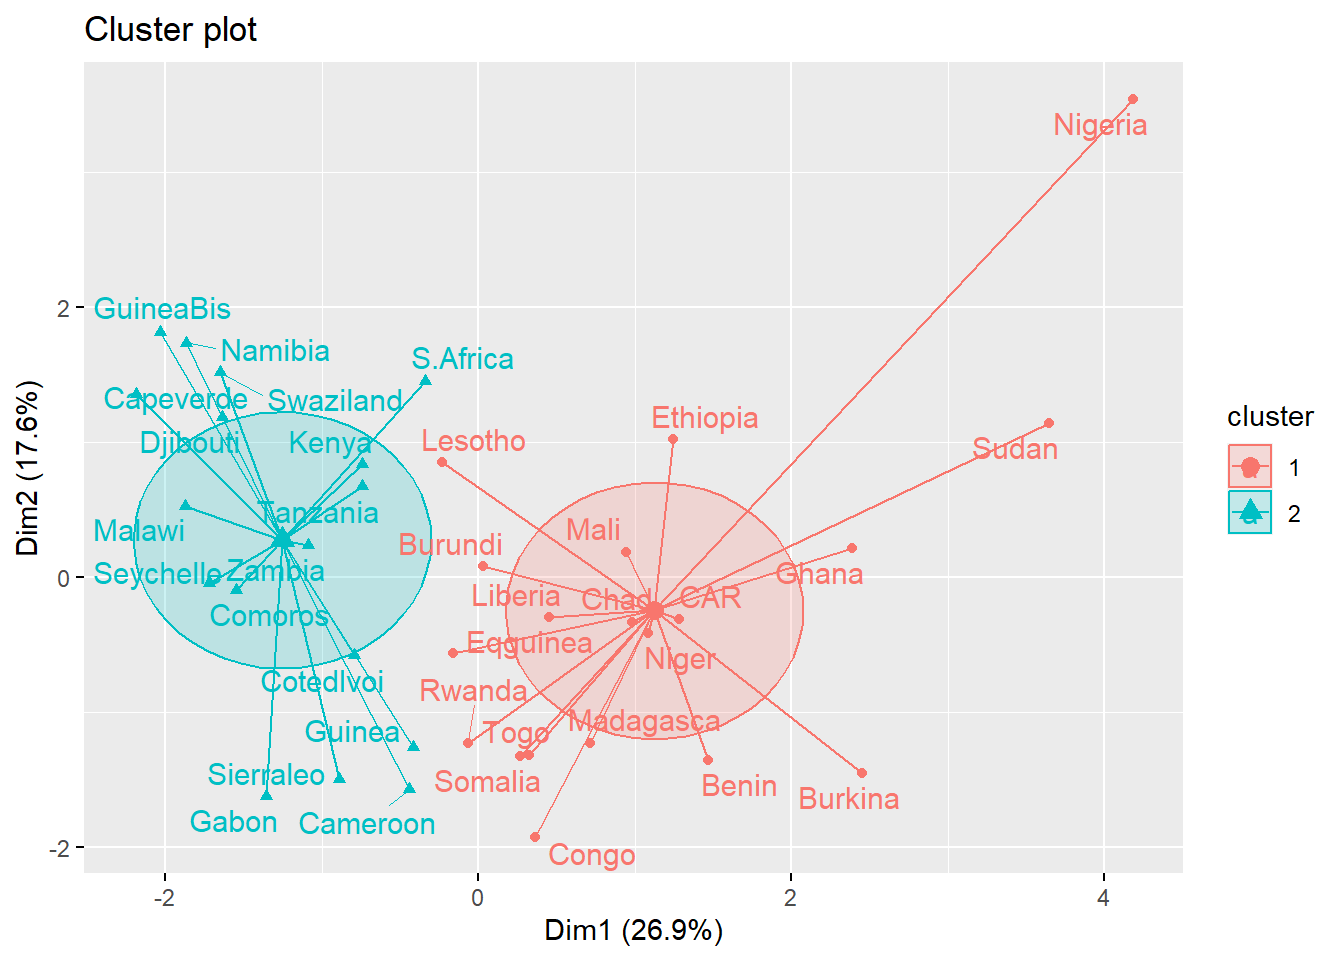 Cluster plot
Nigeria
GuineaBis
Namibia
S.Africa
Capeverde
Swaziland
Ethiopia
Djibouti
Kenya
Lesotho
Sudan
Tanzania
Malawi
Mali
Burundi
Seychelle
Zambia
Ghana
Liberia
Chad
CAR
Comoros
Eqquinea
Niger
CotedIvoi
Rwanda
Madagasca
Guinea
Togo
Sierraleo
Somalia
Benin
Burkina
Gabon
Cameroon
Congo
2
0
-2
-2
0
2
4
Dim1 (26.9%)
Dim2 (17.6%)
cluster
a 1
a 2